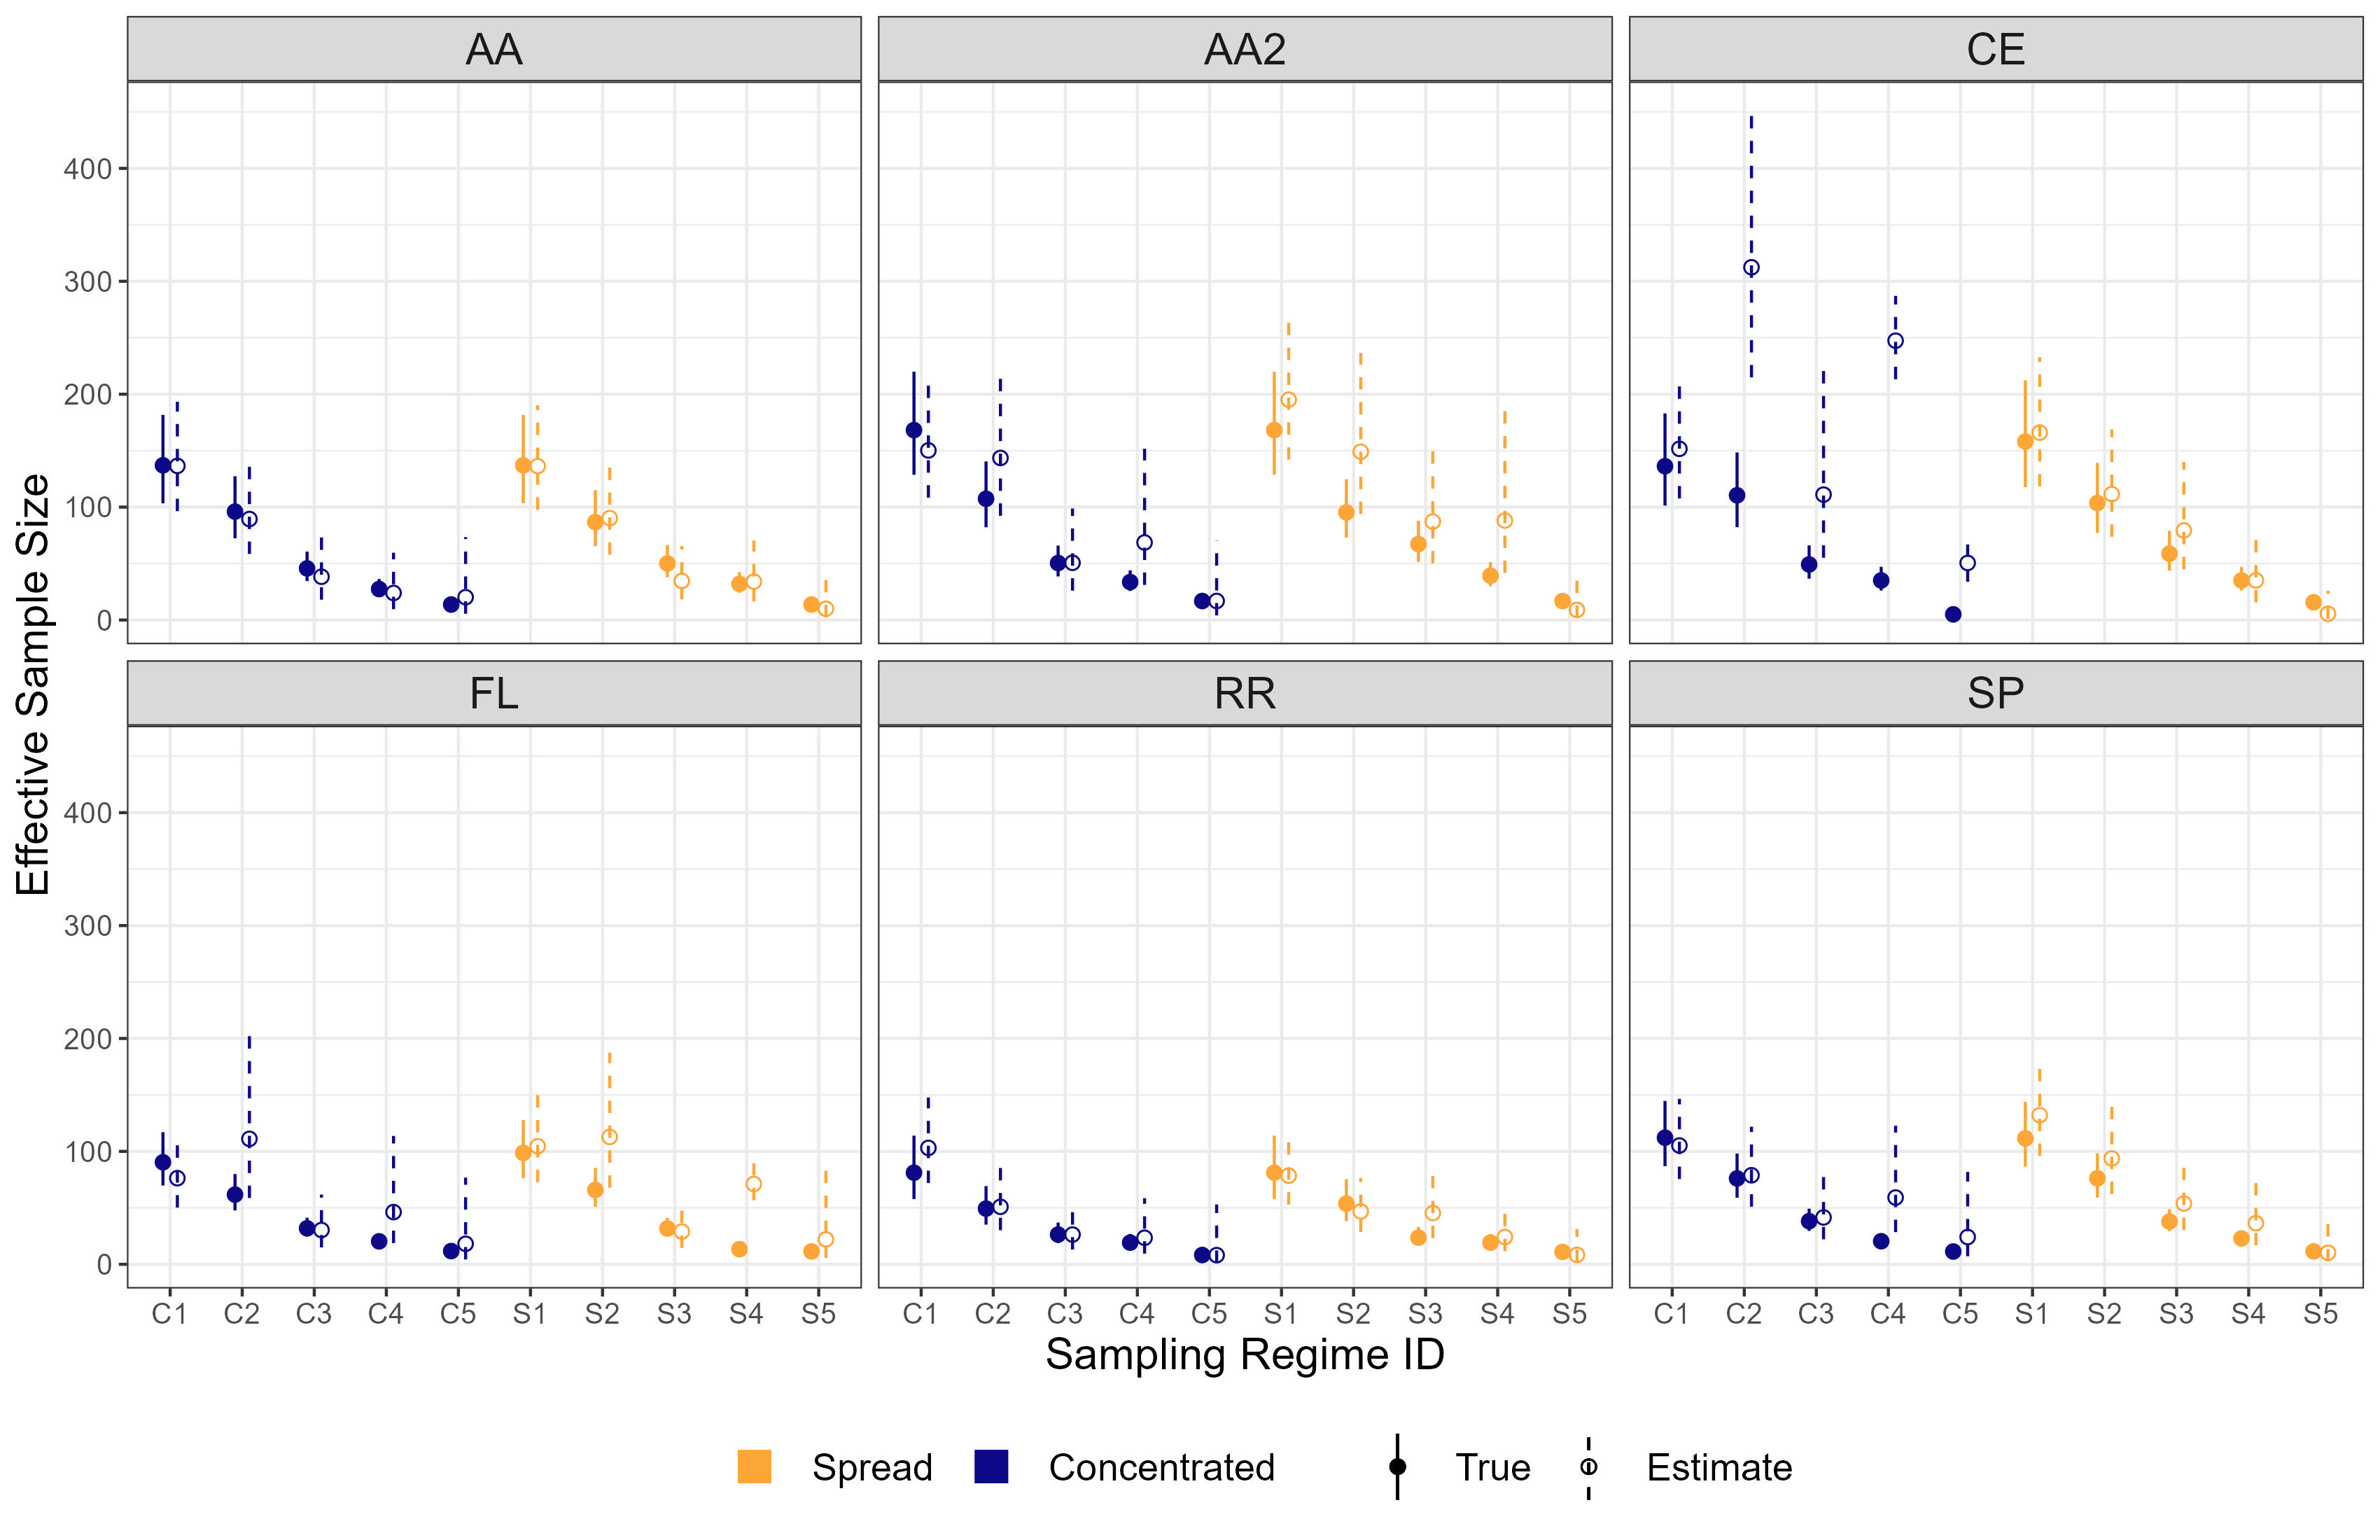 AA AA2 CE
400
300
200
100
0
Effective Sample Size
FL RR SP
400
300
200
100
0
C1 C2 C3 C4 C5 S1 S2 S3 S4 S5 C1 C2 C3 C4 C5 S1 S2 S3 S4 S5 C1 C2 C3 C4 C5 S1 S2 S3 S4 S5
Sampling Regime ID
Spread Concentrated True Estimate